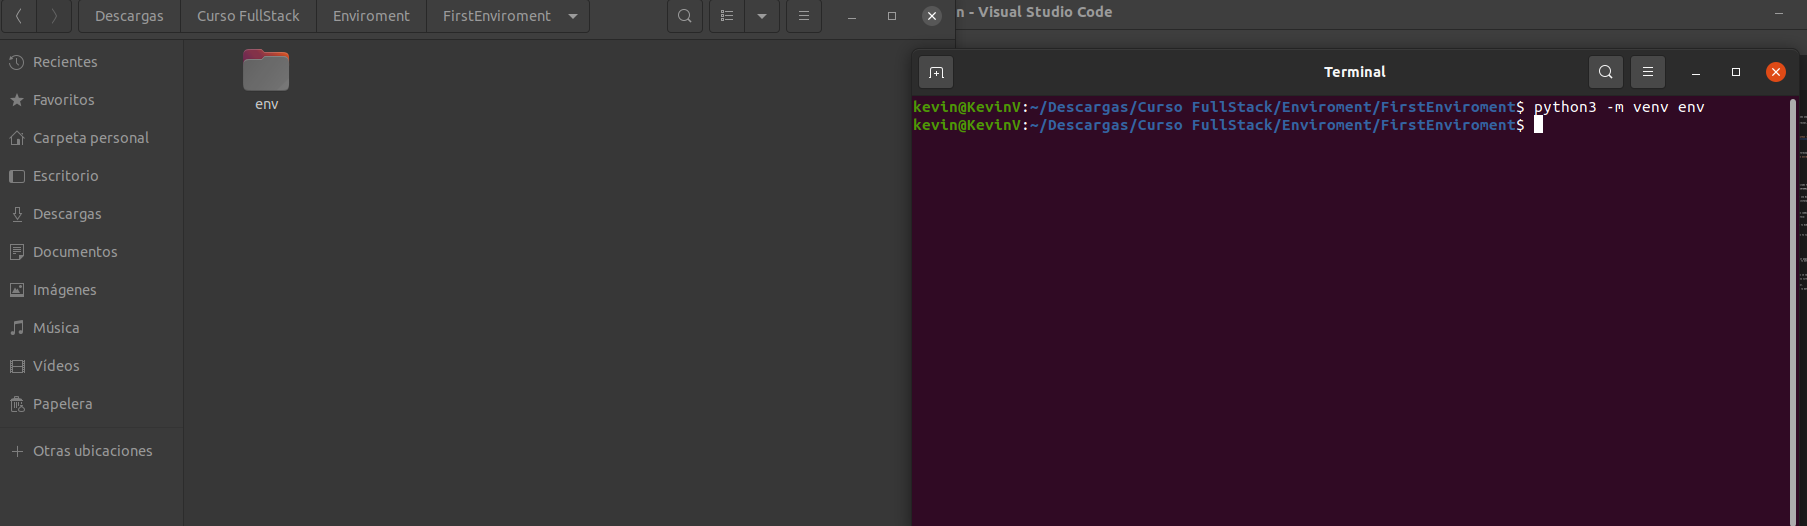 Descargas Curso FullStack Enviroment FirstEnviroment
Recientes
Favoritos
Carpeta personal
Escritorio
Descargas
Documentos
Imágenes
Música
Vídeos
Papelera
Otras ubicaciones
env
n - Visual Studio Code
Terminal
kevin@KevinV:~/Descargas/Curso FullStack/Enviroment/FirstEnviroment$ python3 -m venv env
kevin@KevinV:~/Descargas/Curso FullStack/Enviroment/FirstEnviroment$